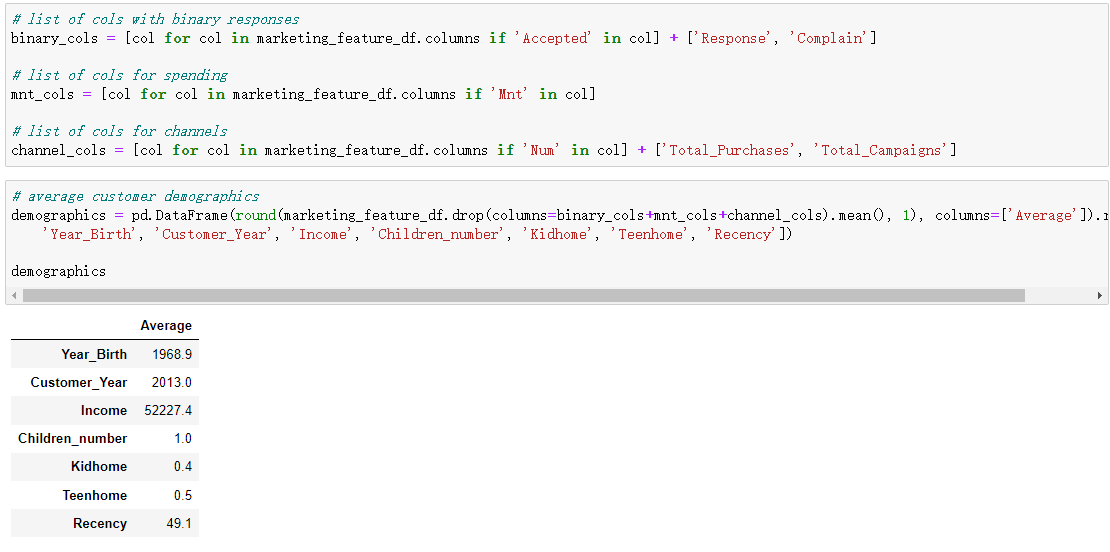 # list of cols with binary responses
binary_cols = [col for col in marketing_feature_df.columns if 'Accepted' in col] + ['Response', 'Complain']
# list of cols for spending
mnt_cols = [col for col in marketing_feature_df.columns if 'Mnt' in col]
# list of cols for channels
channel_cols = [col for col in marketing_feature_df.columns if 'Num' in col] + ['Total_Purchases', 'Total_Campaigns']
# average customer demographics
demographics = pd.DataFrame(round(marketing_feature_df.drop(columns=binary_cols+mnt_cols+channel_cols).mean(), 1), columns=['Average']).
'Year_Birth', 'Customer_Year', 'Income', 'Children_number', 'Kidhome', 'Teenhome', 'Recency'])
demographics
Average
Year_Birth 1968.9
Customer_Year 2013.0
Income 52227.4
Children_number 1.0
Kidhome 0.4
Teenhome 0.5
Recency 49.1